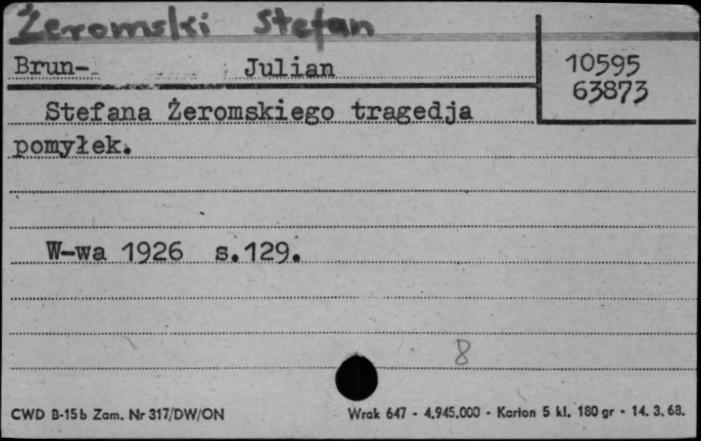 Żeromski Stefan
Brun- Julian
10595
63873
Stefana Żeromskiego tragedja
pomyłek.
W-wa 1926 s.129.
8
CWD B-15b Zam. Nr 317/DW/ON
Wrak 647 - 4.945.000 - Karton 5 kl. 180 gr - 14.3.68.